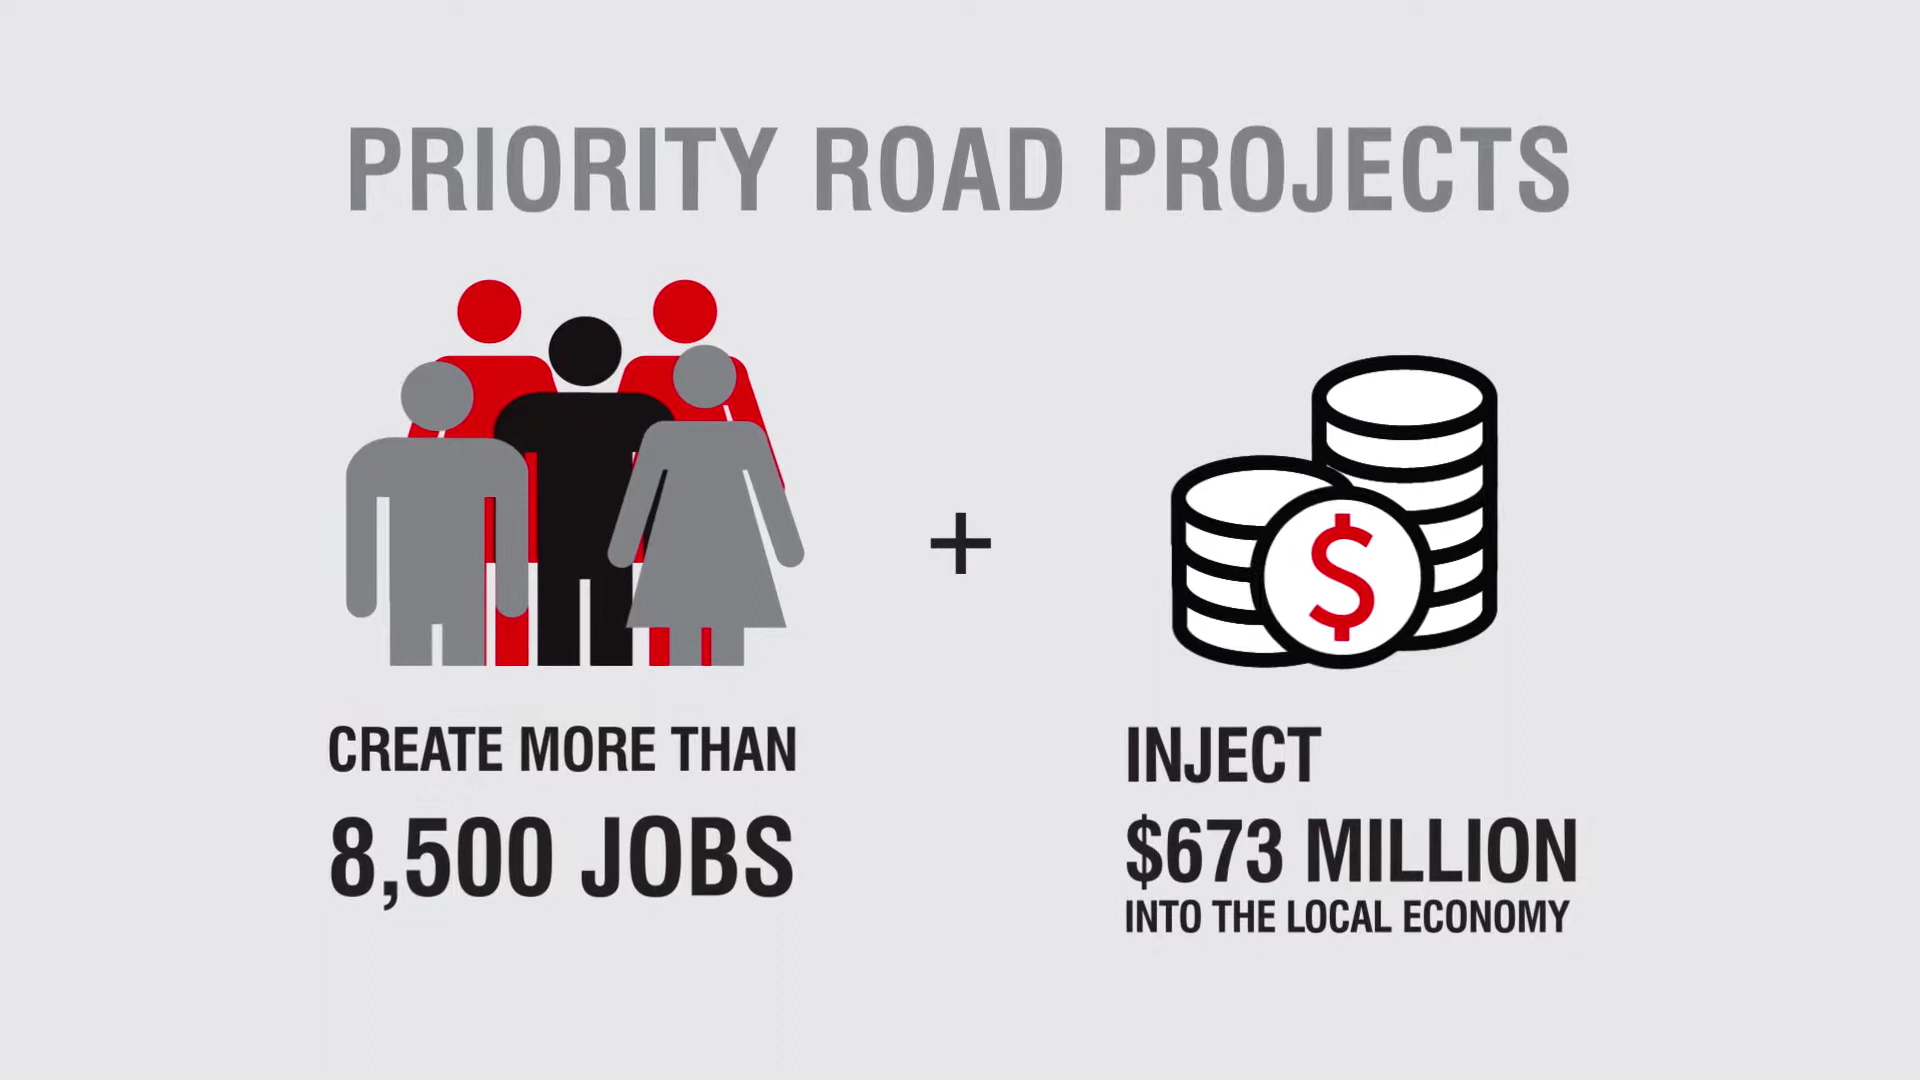 PRIORITY ROAD PROJECTS
CREATE MORE THAN
8,500 JOBS
+
$
INJECT
$673 MILLION
INTO THE LOCAL ECONOMY